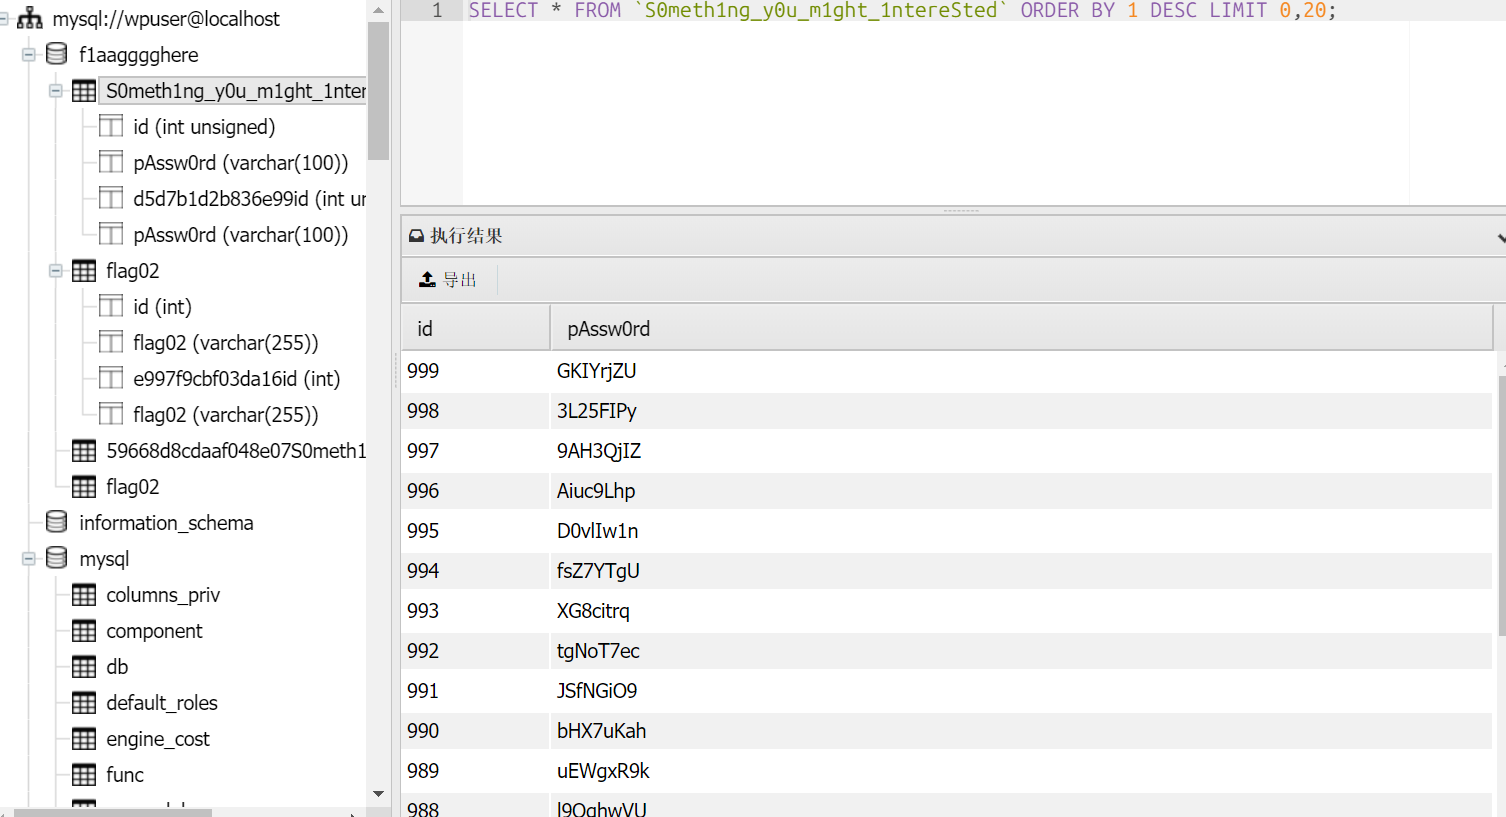 mysql://wpuser@localhost
f1aagggghere
S0meth1ng_y0u_m1ght_1nter
id (int unsigned)
pAssw0rd (varchar(100))
d5d7b1d2b836e99id (int un
pAssw0rd (varchar(100))
flag02
id (int)
flag02 (varchar(255))
e997f9cbf03da16id (int)
flag02 (varchar(255))
59668d8cdaaf048e07S0meth1
flag02
information_schema
mysql
columns_priv
component
db
default_roles
engine_cost
func
1 SELECT * FROM `S0meth1ng_y0u_m1ght_1ntereSted` ORDER BY 1 DESC LIMIT 0,20;
执行结果
导出
id pAssw0rd
999 GKIYrjZU
998 3L25FIPy
997 9AH3QjIZ
996 Aiuc9Lhp
995 D0vlIw1n
994 fsZ7YTgU
993 XG8citrq
992 tgNoT7ec
991 JSfNGiO9
990 bHX7uKah
989 uEWgxR9k
988